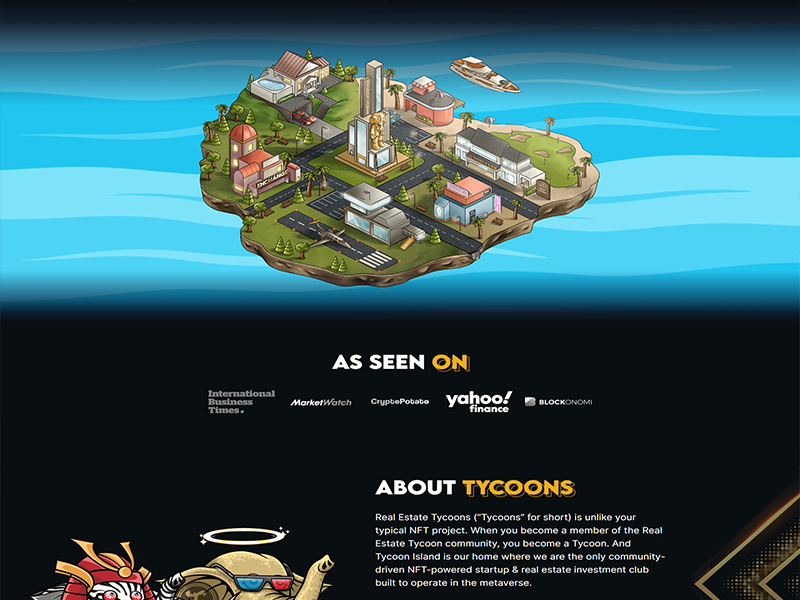 EXCHANGE
AS SEEN ON
International
Business
Times.
MarketWatch
CryptoPotato
yahoo!
finance
BLOCKONOMI
ABOUT TYCOONS
Real Estate Tycoons ("Tycoons" for short) is unlike your
typical NFT project. When you become a member of the Real
Estate Tycoon community, you become a Tycoon. And
Tycoon Island is our home where we are the only community-
driven NFT-powered startup & real estate investment club
built to operate in the metaverse.